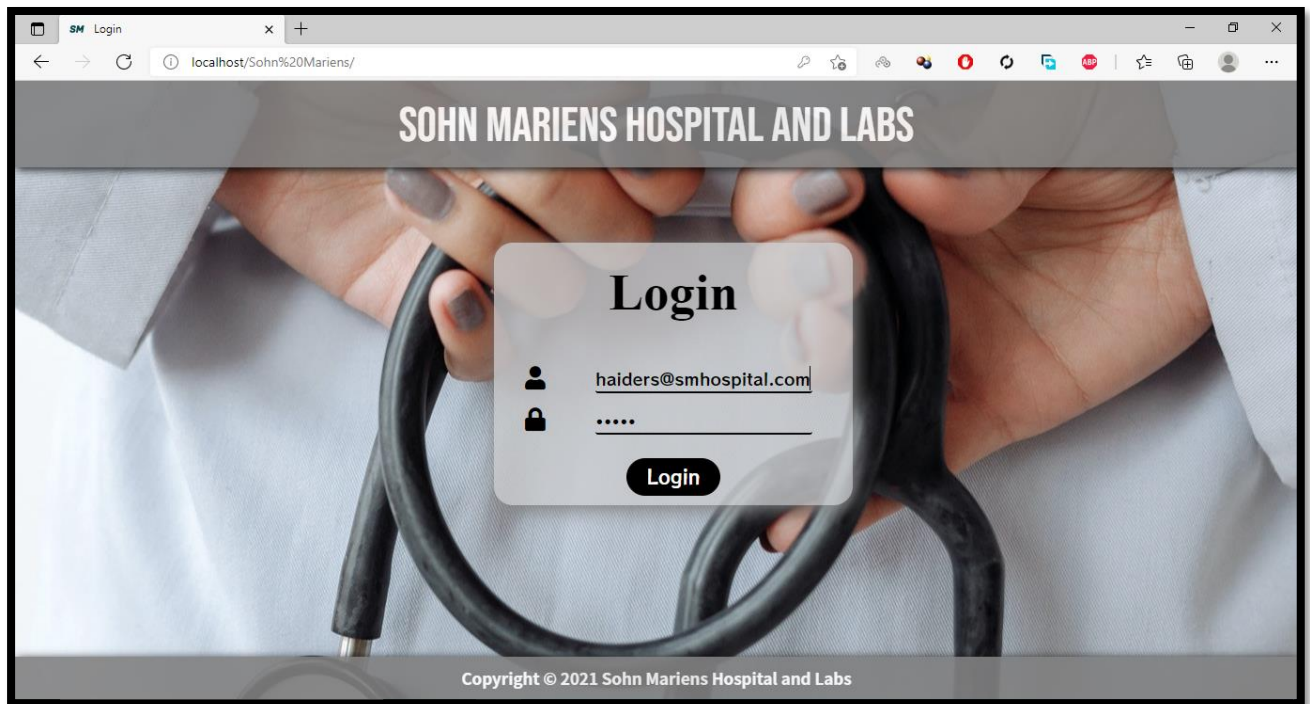 SM Login
localhost/Sohn%20Mariens/
ABP
SOHN MARIENS HOSPITAL AND LABS
Login
haiders@smhospital.com
•••••
Login
Copyright © 2021 Sohn Mariens Hospital and Labs